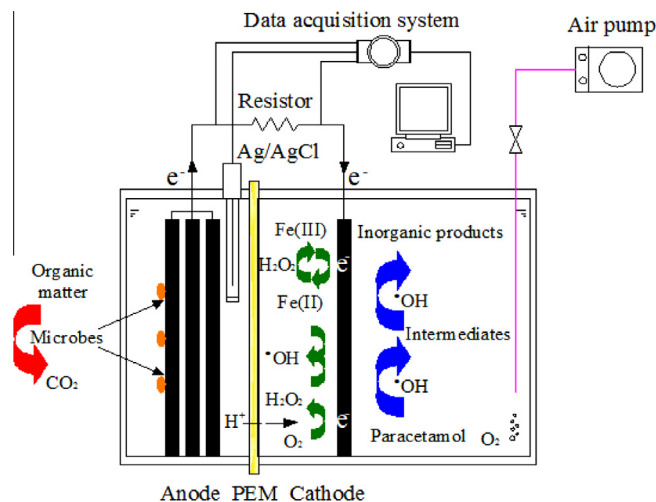 Data acquisition system
Air pump
Resistor
Ag/AgCl
e-
e-
Fe(III)
Inorganic products
H₂O₂
e-
Organic
matter
Fe(II)
•OH
Microbes
Intermediates
•OH
CO₂
•OH
H₂O₂
H⁺
O₂
e-
Paracetamol
O₂
Anode PEM Cathode